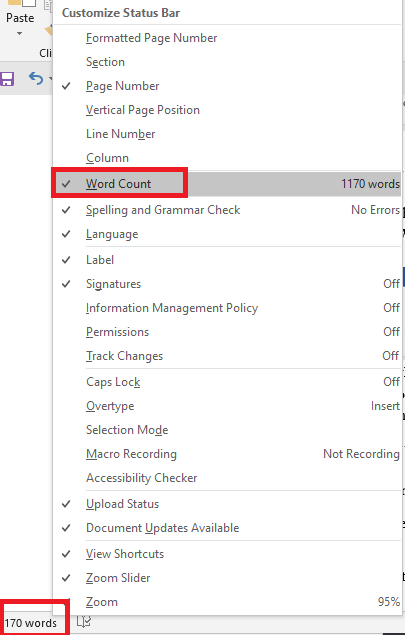 Customize Status Bar
Formatted Page Number
Paste
Section
Cli
Page Number
Vertical Page Position
Line Number
Column
Word Count 1170 words
Spelling and Grammar Check No Errors
Language
Label
Signatures Off
Information Management Policy Off
Permissions Off
Track Changes Off
Caps Lock Off
Overtype Insert
Selection Mode
Macro Recording Not Recording
Accessibility Checker
Upload Status
Document Updates Available
View Shortcuts
Zoom Slider
Zoom 95%
170 words